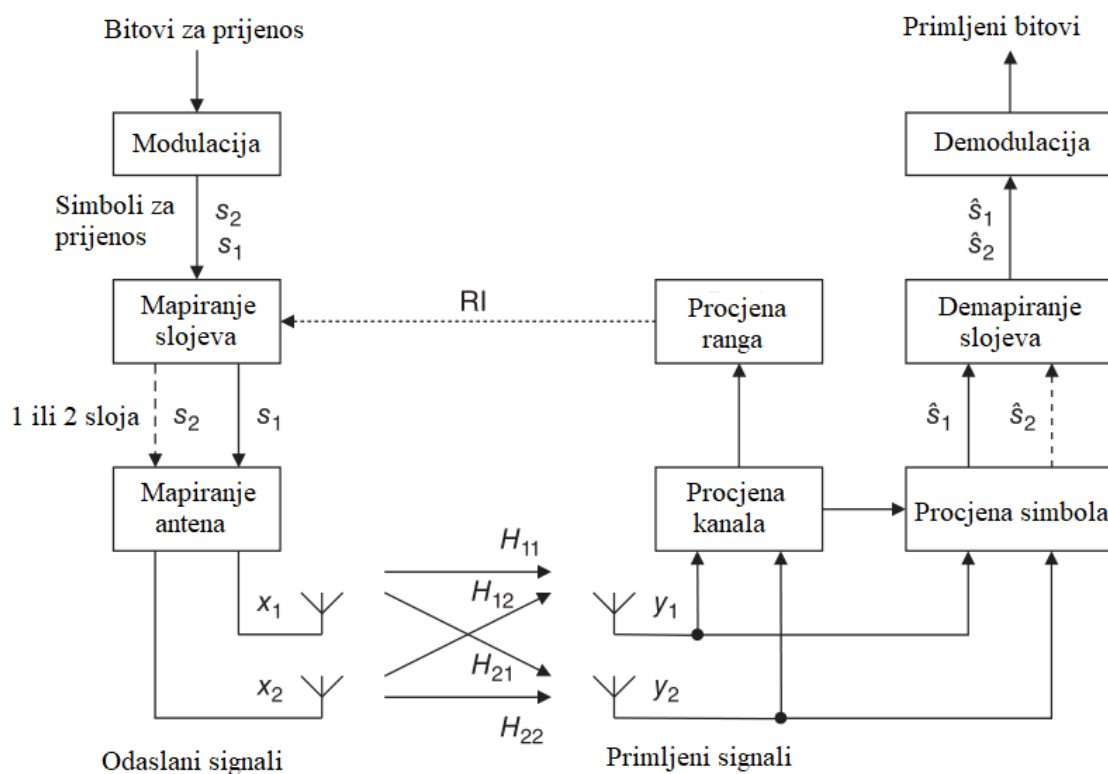 Bitovi za prijenos
Primljeni bitovi
Modulacija
Demodulacija
Simboli za
prijenos
s₂
s₁
ŝ₁
ŝ₂
Mapiranje
slojeva
RI
Procjena
ranga
Demapiranje
slojeva
1 ili 2 sloja
s₂
s₁
ŝ₁
ŝ₂
Mapiranje
antena
Procjena
kanala
Procjena simbola
H₁₁
H₁₂
x₁
y₁
H₂₁
x₂
y₂
H₂₂
Odaslani signali
Primljeni signali